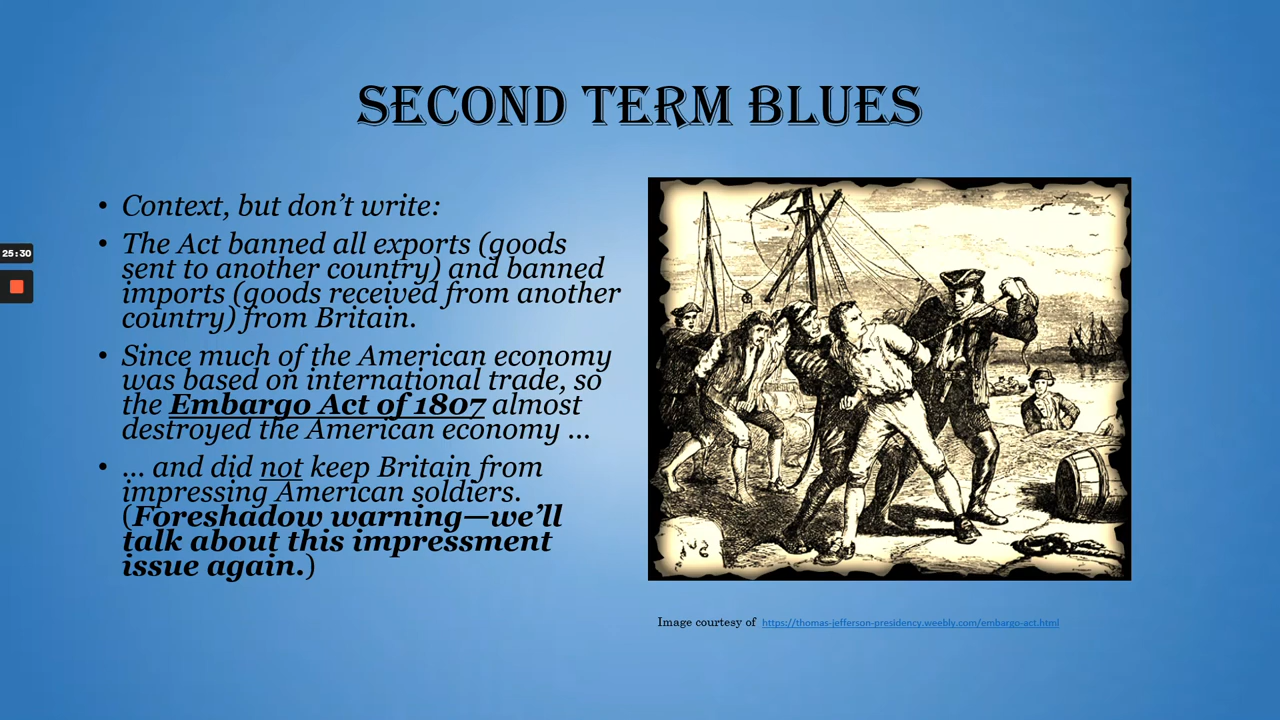 SECOND TERM BLUES
• Context, but don't write:
• The Act banned all exports (goods
sent to another country) and banned
imports (goods received from another
country) from Britain.
• Since much of the American economy
was based on international trade, so
the Embargo Act of 1807 almost
destroyed the American economy ...
• ... and did not keep Britain from
impressing American soldiers.
(Foreshadow warning—we'll
talk about this impressment
issue again.)
25:30
Image courtesy of https://thomas-jefferson-presidency.weebly.com/embargo-act.html